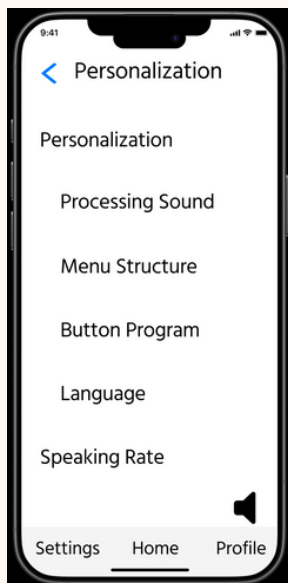 9:41
Personalization
Personalization
Processing Sound
Menu Structure
Button Program
Language
Speaking Rate
Settings Home Profile